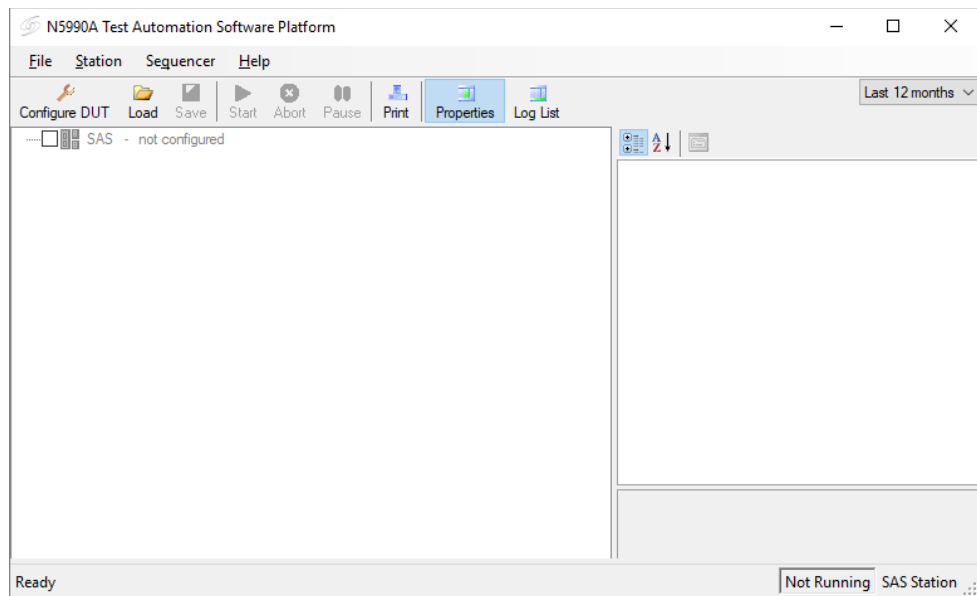 N5990A Test Automation Software Platform
File Station Sequencer Help
Configure DUT Load Save Start Abort Pause Print Properties Log List Last 12 months
SAS - not configured
Ready Not Running SAS Station